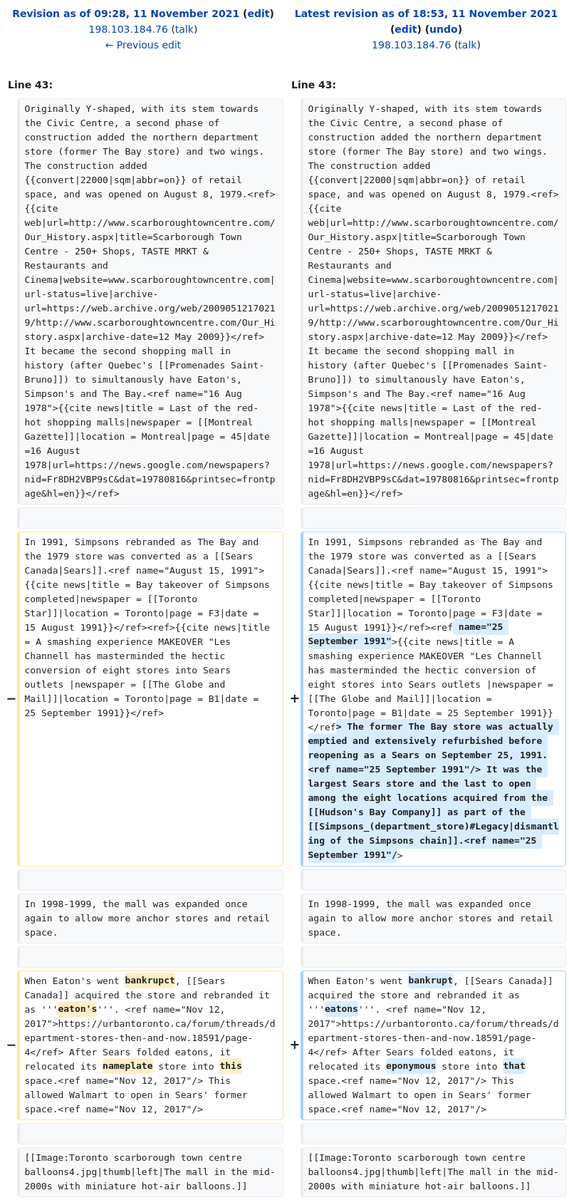 Revision as of 09:28, 11 November 2021 (edit)
198.103.184.76 (talk)
← Previous edit
Latest revision as of 18:53, 11 November 2021
(edit) (undo)
198.103.184.76 (talk)
Line 43:
Line 43:
Originally Y-shaped, with its stem towards
the Civic Centre, a second phase of
construction added the northern department
store (former The Bay store) and two wings.
The construction added
{{convert|22000|sqm|abbr=on}} of retail
space, and was opened on August 8, 1979.<ref>
{{cite
web|url=http://www.scarboroughtowncentre.com/
Our_History.aspx|title=Scarborough Town
Centre - 250+ Shops, TASTE MRKT &
Restaurants and
Cinema|website=www.scarboroughtowncentre.com|
url-status=live|archive-
url=https://web.archive.org/web/2009051217021
9/http://www.scarboroughtowncentre.com/Our_Hi
story.aspx|archive-date=12 May 2009}}</ref>
It became the second shopping mall in
history (after Quebec's [[Promenades Saint-
Bruno]]) to simultanously have Eaton's,
Simpson's and The Bay.<ref name="16 Aug
1978">{{cite news|title = Last of the red-
hot shopping malls|newspaper = [[Montreal
Gazette]]|location = Montreal|page = 45|date
=16 August
1978|url=https://news.google.com/newspapers?
nid=Fr8DH2VBP9sC&dat=19780816&printsec=frontp
age&hl=en}}</ref>
Originally Y-shaped, with its stem towards
the Civic Centre, a second phase of
construction added the northern department
store (former The Bay store) and two wings.
The construction added
{{convert|22000|sqm|abbr=on}} of retail
space, and was opened on August 8, 1979.<ref>
{{cite
web|url=http://www.scarboroughtowncentre.com/
Our_History.aspx|title=Scarborough Town
Centre - 250+ Shops, TASTE MRKT &
Restaurants and
Cinema|website=www.scarboroughtowncentre.com|
url-status=live|archive-
url=https://web.archive.org/web/2009051217021
9/http://www.scarboroughtowncentre.com/Our_Hi
story.aspx|archive-date=12 May 2009}}</ref>
It became the second shopping mall in
history (after Quebec's [[Promenades Saint-
Bruno]]) to simultanously have Eaton's,
Simpson's and The Bay.<ref name="16 Aug
1978">{{cite news|title = Last of the red-
hot shopping malls|newspaper = [[Montreal
Gazette]]|location = Montreal|page = 45|date
=16 August
1978|url=https://news.google.com/newspapers?
nid=Fr8DH2VBP9sC&dat=19780816&printsec=frontp
age&hl=en}}</ref>
−
In 1991, Simpsons rebranded as The Bay and
the 1979 store was converted as a [[Sears
Canada|Sears]].<ref name="August 15, 1991">
{{cite news|title = Bay takeover of Simpsons
completed|newspaper = [[Toronto
Star]]|location = Toronto|page = F3|date =
15 August 1991}}</ref><ref>{{cite news|title
= A smashing experience MAKEOVER "Les
Channell has masterminded the hectic
conversion of eight stores into Sears
outlets |newspaper = [[The Globe and
Mail]]|location = Toronto|page = B1|date =
25 September 1991}}</ref>
+
In 1991, Simpsons rebranded as The Bay and
the 1979 store was converted as a [[Sears
Canada|Sears]].<ref name="August 15, 1991">
{{cite news|title = Bay takeover of Simpsons
completed|newspaper = [[Toronto
Star]]|location = Toronto|page = F3|date =
15 August 1991}}</ref><ref name="25
September 1991">{{cite news|title = A
smashing experience MAKEOVER "Les Channell
has masterminded the hectic conversion of
eight stores into Sears outlets |newspaper =
[[The Globe and Mail]]|location =
Toronto|page = B1|date = 25 September 1991}}
</ref> The former The Bay store was actually
emptied and extensively refurbished before
reopening as a Sears on September 25, 1991.
<ref name="25 September 1991"/> It was the
largest Sears store and the last to open
among the eight locations acquired from the
[[Hudson's Bay Company]] as part of the
[[Simpsons_(department_store)#Legacy|dismantl
ing of the Simpsons chain]].<ref name="25
September 1991"/>
In 1998-1999, the mall was expanded once
again to allow more anchor stores and retail
space.
In 1998-1999, the mall was expanded once
again to allow more anchor stores and retail
space.
−
When Eaton's went bankrupct, [[Sears
Canada]] acquired the store and rebranded it
as '''eaton's'''. <ref name="Nov 12,
2017">https://urbantoronto.ca/forum/threads/d
epartment-stores-then-and-now.18591/page-
4</ref> After Sears folded eatons, it
relocated its nameplate store into this
space.<ref name="Nov 12, 2017"/> This
allowed Walmart to open in Sears' former
space.<ref name="Nov 12, 2017"/>
+
When Eaton's went bankrupt, [[Sears Canada]]
acquired the store and rebranded it as
'''eatons'''. <ref name="Nov 12,
2017">https://urbantoronto.ca/forum/threads/d
epartment-stores-then-and-now.18591/page-
4</ref> After Sears folded eatons, it
relocated its eponymous store into that
space.<ref name="Nov 12, 2017"/> This
allowed Walmart to open in Sears' former
space.<ref name="Nov 12, 2017"/>
[[Image:Toronto scarborough town centre
balloons4.jpg|thumb|left|The mall in the mid-
2000s with miniature hot-air balloons.]]
[[Image:Toronto scarborough town centre
balloons4.jpg|thumb|left|The mall in the mid-
2000s with miniature hot-air balloons.]]